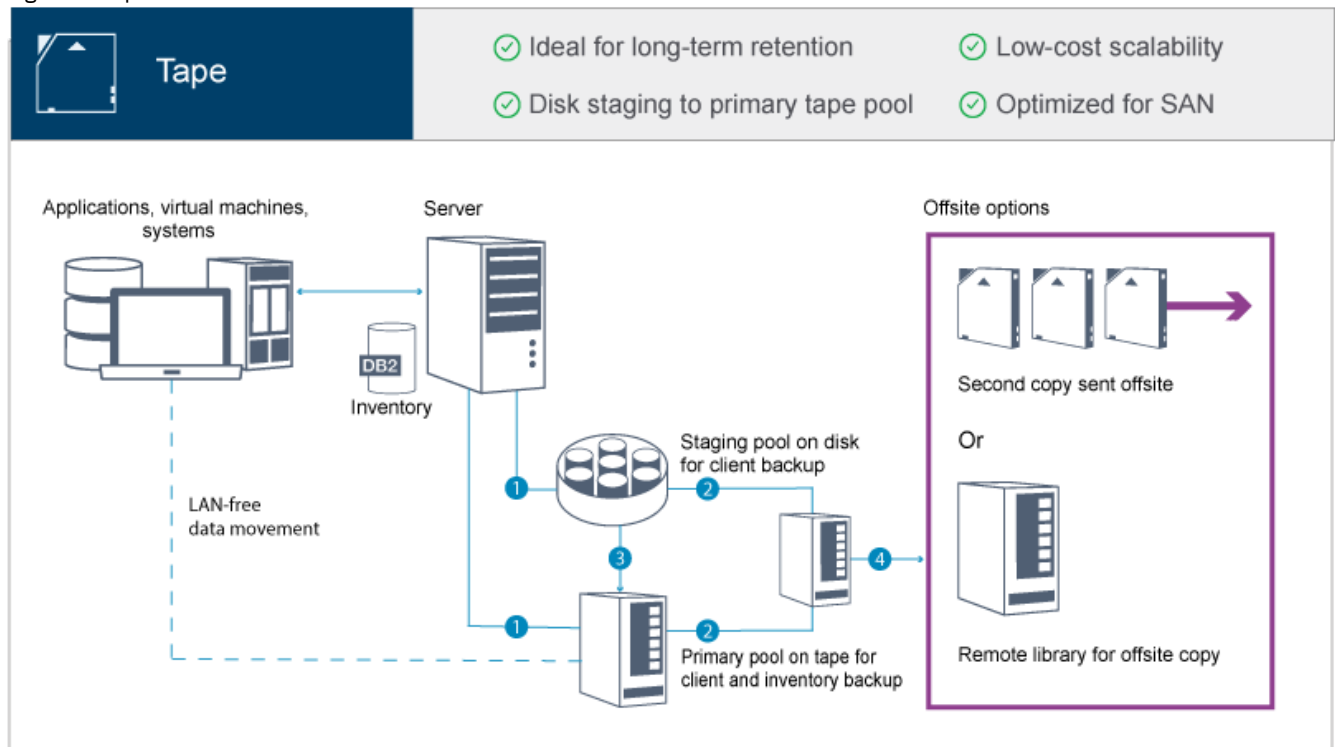 Tape
Ideal for long-term retention
Low-cost scalability
Disk staging to primary tape pool
Optimized for SAN
Applications, virtual machines,
systems
Server
Offsite options
DB2
Inventory
Second copy sent offsite
Staging pool on disk
for client backup
Or
1
2
LAN-free
data movement
3
4
1
2
Primary pool on tape for
client and inventory backup
Remote library for offsite copy